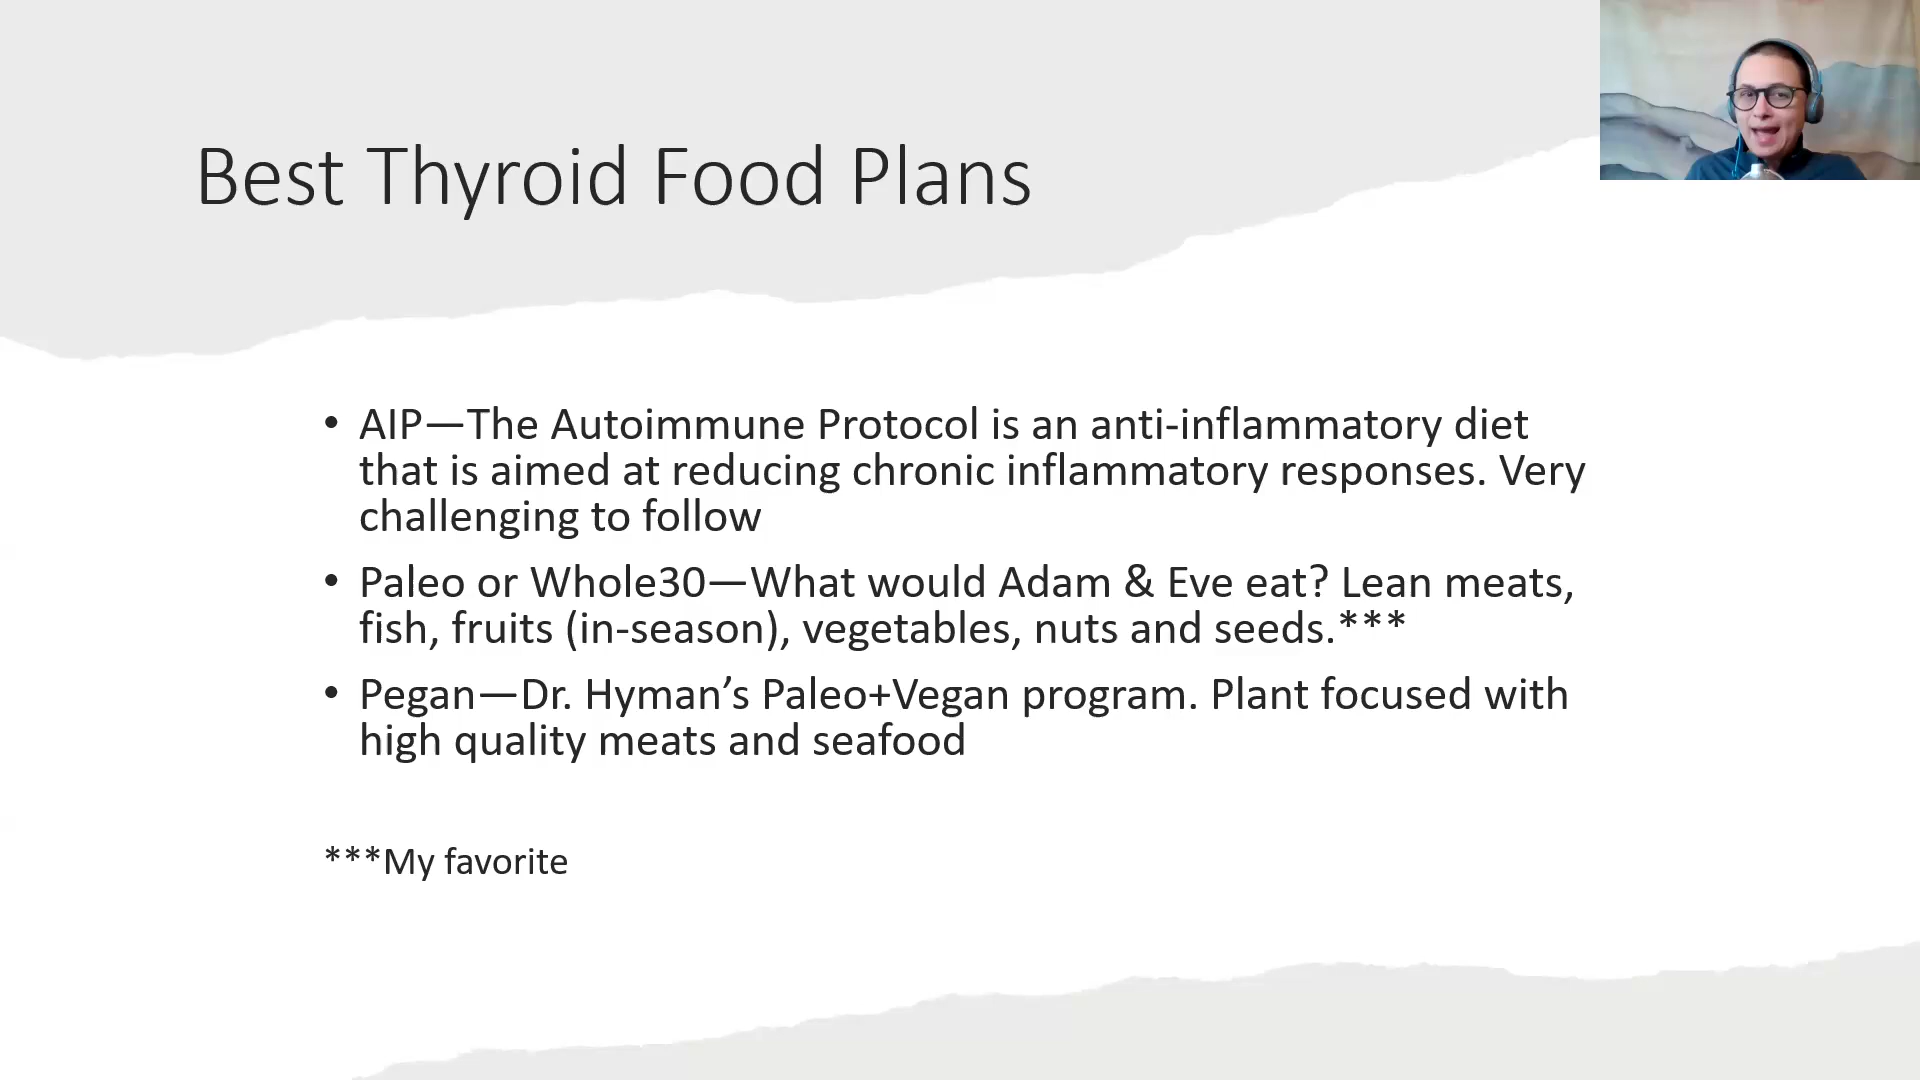 Best Thyroid Food Plans
• AIP—The Autoimmune Protocol is an anti-inflammatory diet
that is aimed at reducing chronic inflammatory responses. Very
challenging to follow
• Paleo or Whole30—What would Adam & Eve eat? Lean meats,
fish, fruits (in-season), vegetables, nuts and seeds.***
• Pegan—Dr. Hyman’s Paleo+Vegan program. Plant focused with
high quality meats and seafood
***My favorite